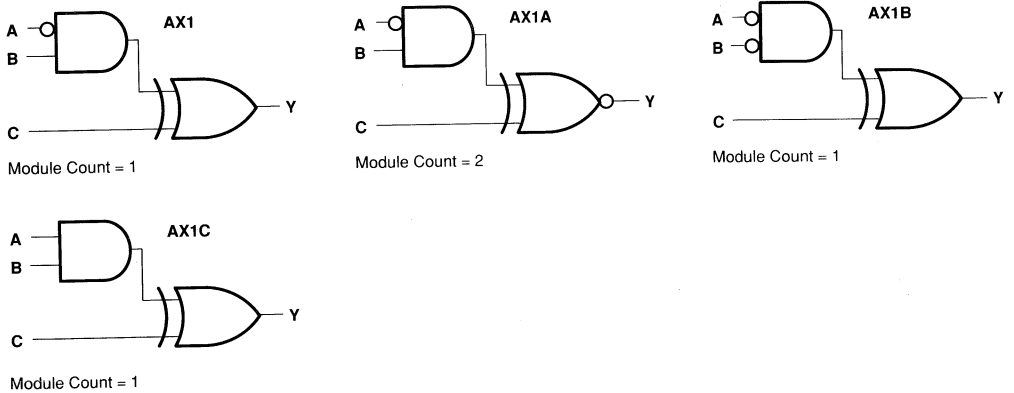 AX1
A
B
C
Y
Module Count = 1
AX1A
A
B
C
Y
Module Count = 2
AX1B
A
B
C
Y
Module Count = 1
AX1C
A
B
C
Y
Module Count = 1